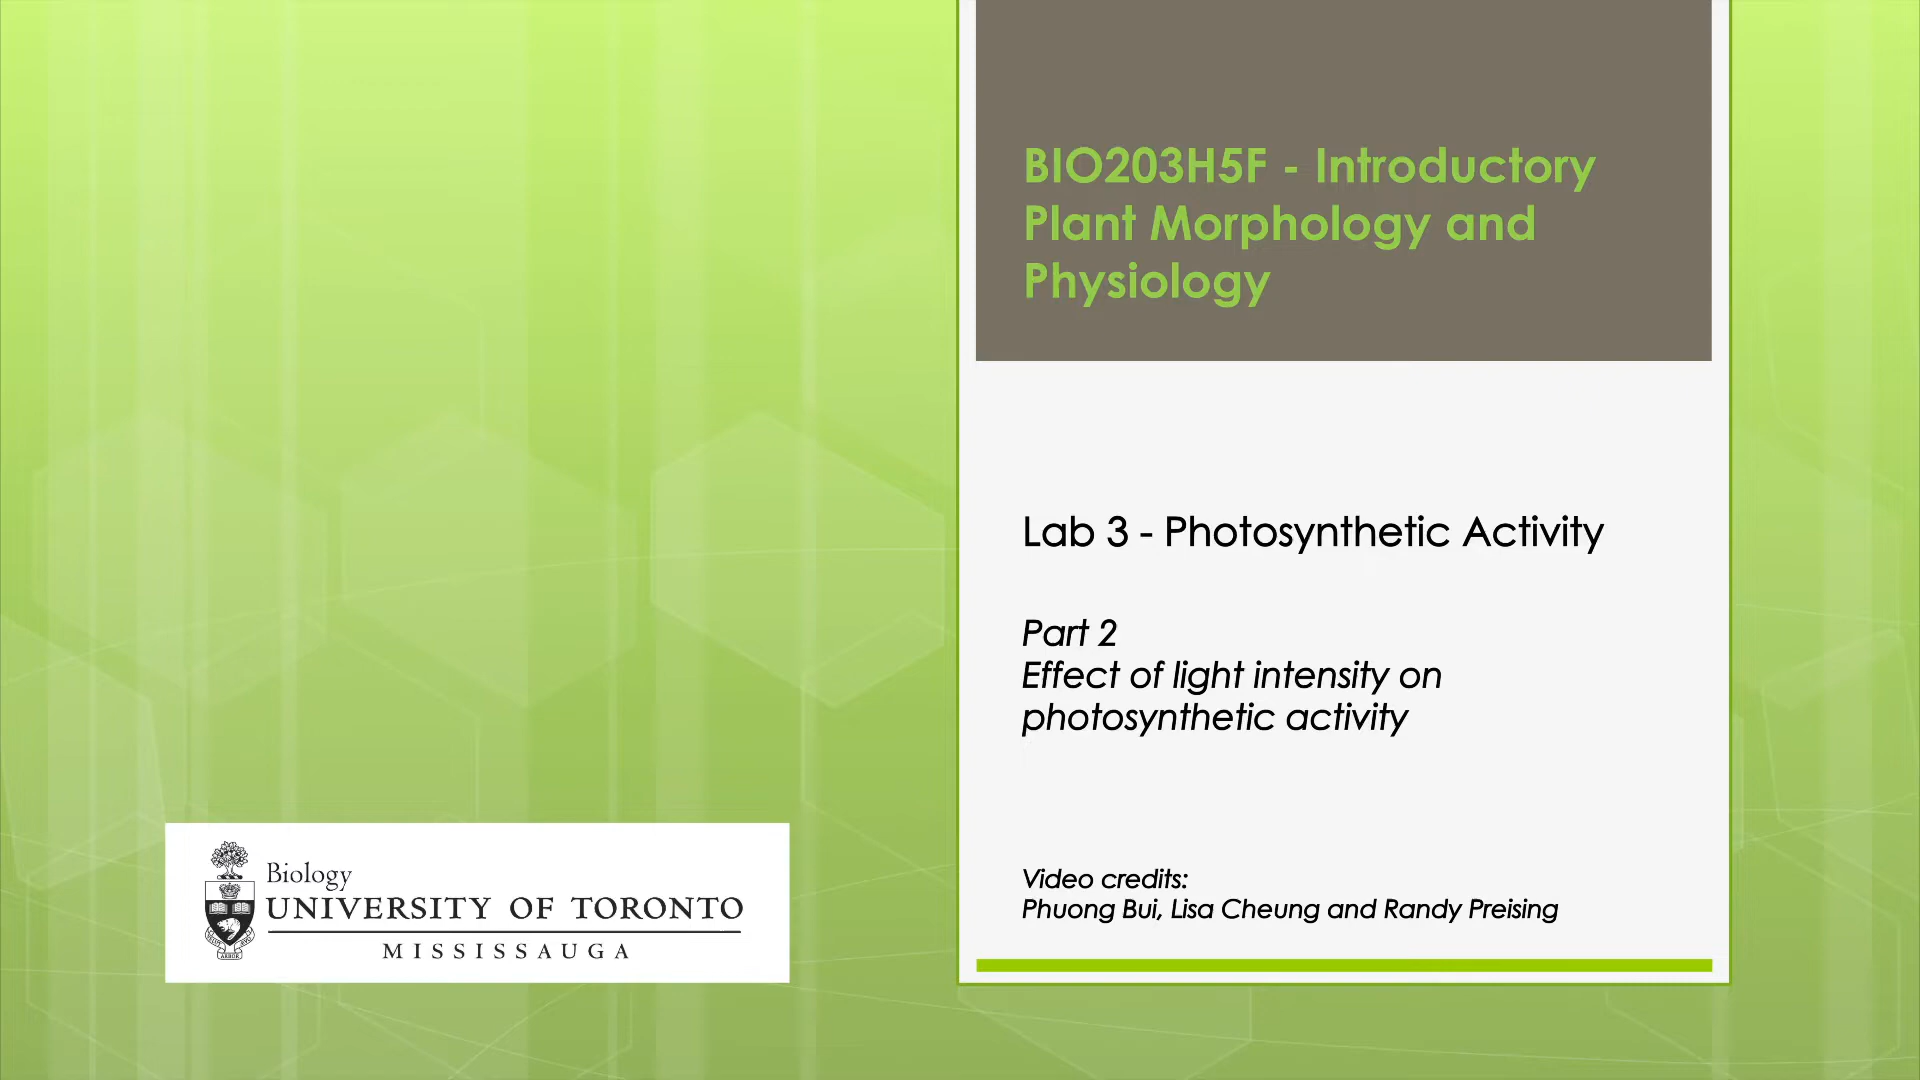 BIO203H5F - Introductory
Plant Morphology and
Physiology
Lab 3 - Photosynthetic Activity
Part 2
Effect of light intensity on
photosynthetic activity
Video credits:
Phuong Bui, Lisa Cheung and Randy Preising
Biology
UNIVERSITY OF TORONTO
MISSISSAUGA